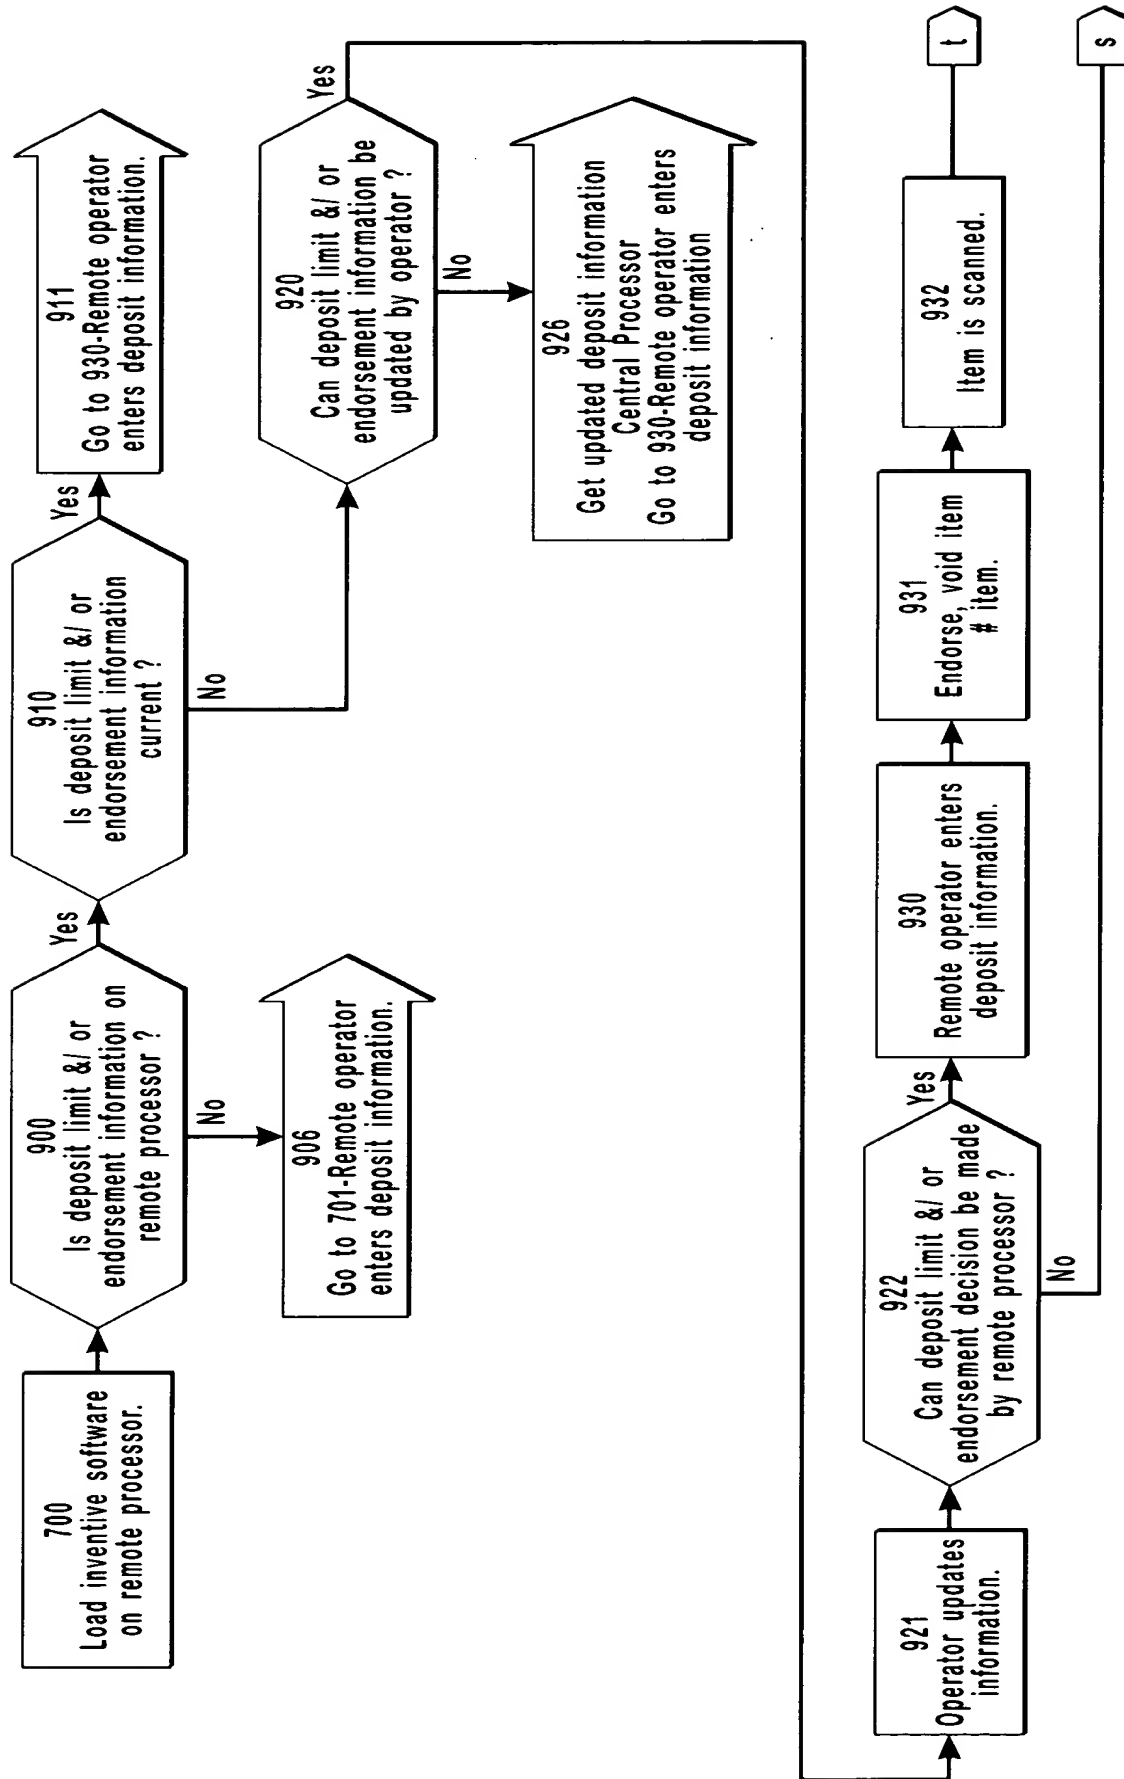 700
Load inventive software
on remote processor.
900
Is deposit limit &/ or
endorsement information on
remote processor ?
Yes
No
906
Go to 701-Remote operator
enters deposit information.
910
Is deposit limit &/ or
endorsement information
current ?
Yes
No
911
Go to 930-Remote operator
enters deposit information.
920
Can deposit limit &/ or
endorsement information be
updated by operator ?
Yes
No
926
Get updated deposit information
Central Processor
Go to 930-Remote operator enters
deposit information
921
Operator updates
information.
922
Can deposit limit &/ or
endorsement decision be made
by remote processor ?
Yes
No
930
Remote operator enters
deposit information.
931
Endorse, void item
# item.
932
Item is scanned.
t
s